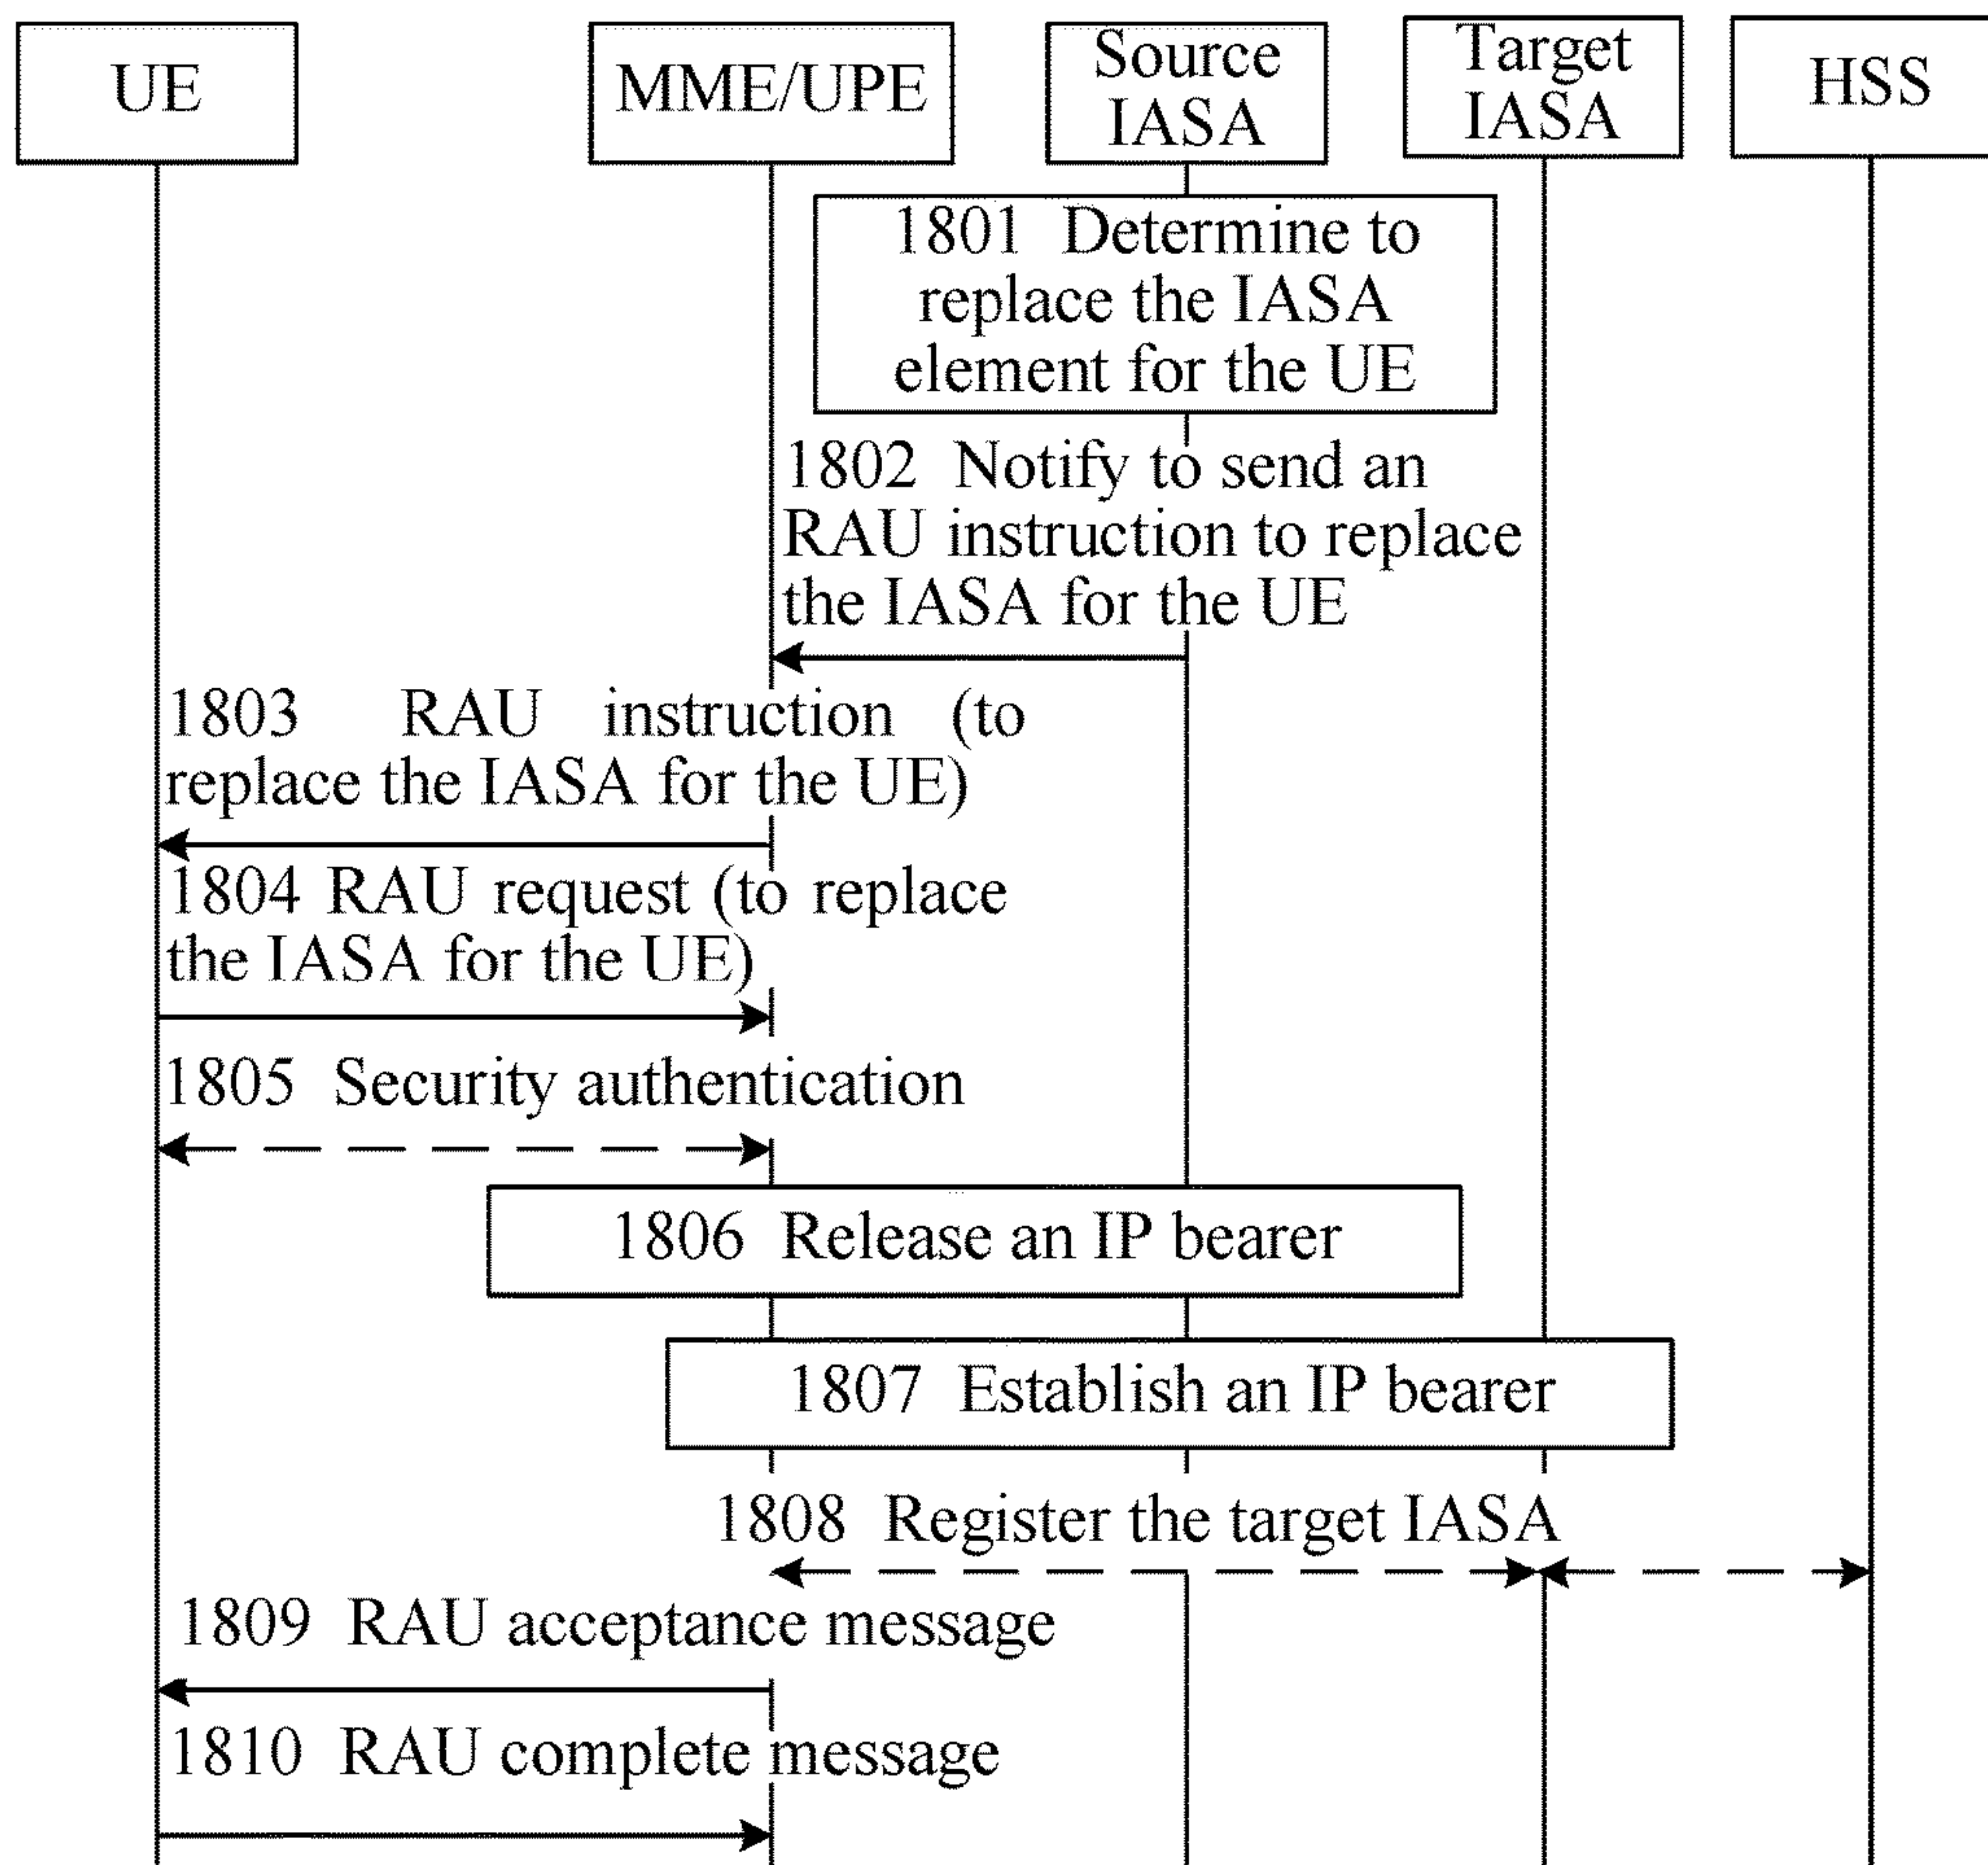 UE
MME/UPE
Source
IASA
Target
IASA
HSS
1801 Determine to
replace the IASA
element for the UE
1802 Notify to send an
RAU instruction to replace
the IASA for the UE
1803 RAU instruction (to
replace the IASA for the UE)
1804 RAU request (to replace
the IASA for the UE)
1805 Security authentication
1806 Release an IP bearer
1807 Establish an IP bearer
1808 Register the target IASA
1809 RAU acceptance message
1810 RAU complete message